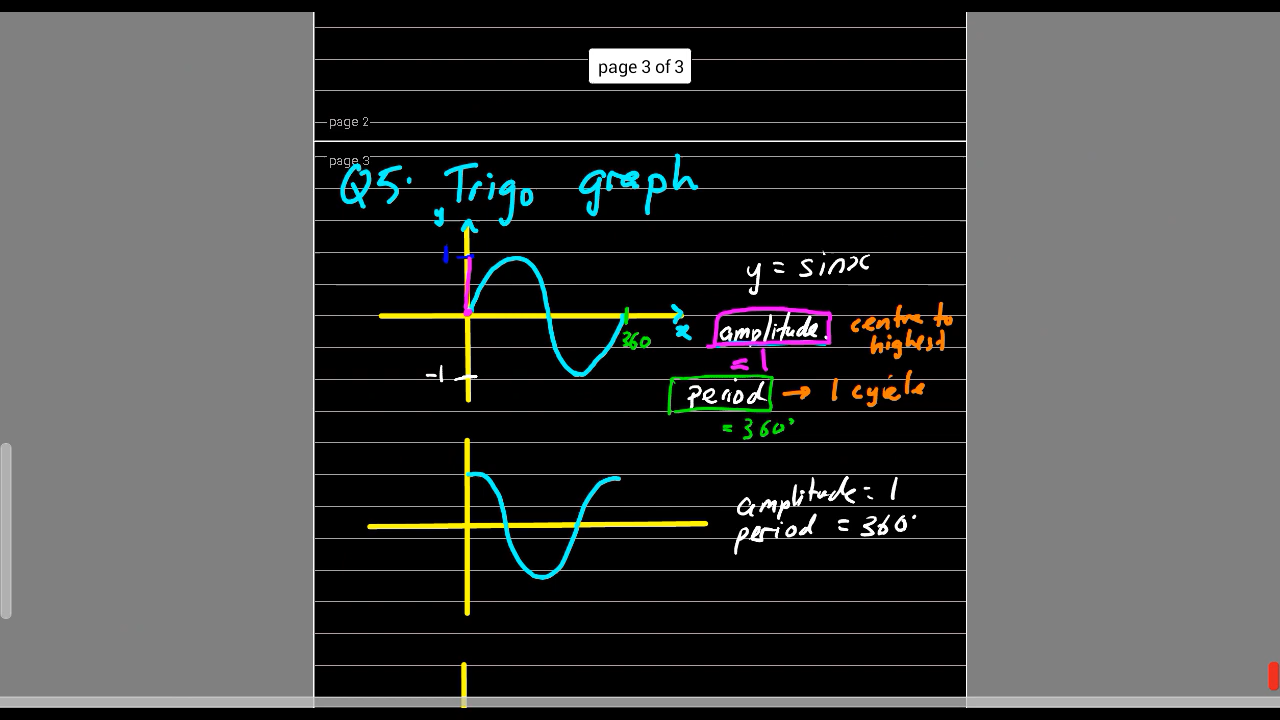 page 3 of 3
page 2
page 3
Q5. Trigo graph
y
1
y = sinx
360
x
amplitude.
centre to
highest
= 1
-1
period → 1 cycle
= 360°
amplitude = 1
period = 360°